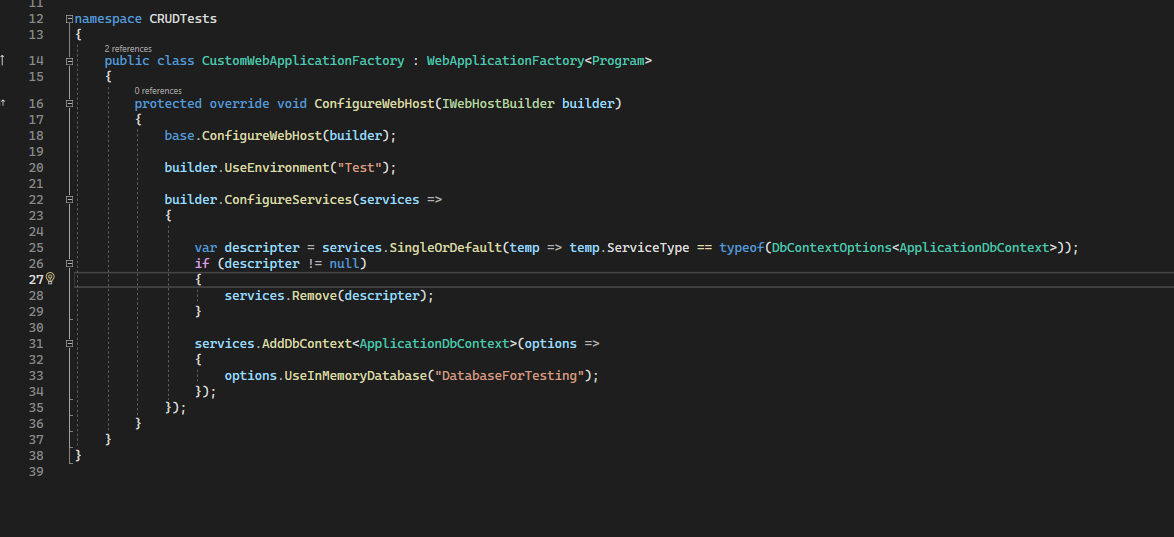 11
12 namespace CRUDTests
13 {
2 references
14 public class CustomWebApplicationFactory : WebApplicationFactory<Program>
15 {
0 references
16 protected override void ConfigureWebHost(IWebHostBuilder builder)
17 {
18 base.ConfigureWebHost(builder);
19
20 builder.UseEnvironment("Test");
21
22 builder.ConfigureServices(services =>
23 {
24
25 var descripter = services.SingleOrDefault(temp => temp.ServiceType == typeof(DbContextOptions<ApplicationDbContext>));
26 if (descripter != null)
27 {
28 services.Remove(descripter);
29 }
30
31 services.AddDbContext<ApplicationDbContext>(options =>
32 {
33 options.UseInMemoryDatabase("DatabaseForTesting");
34 });
35 });
36 }
37 }
38 }
39